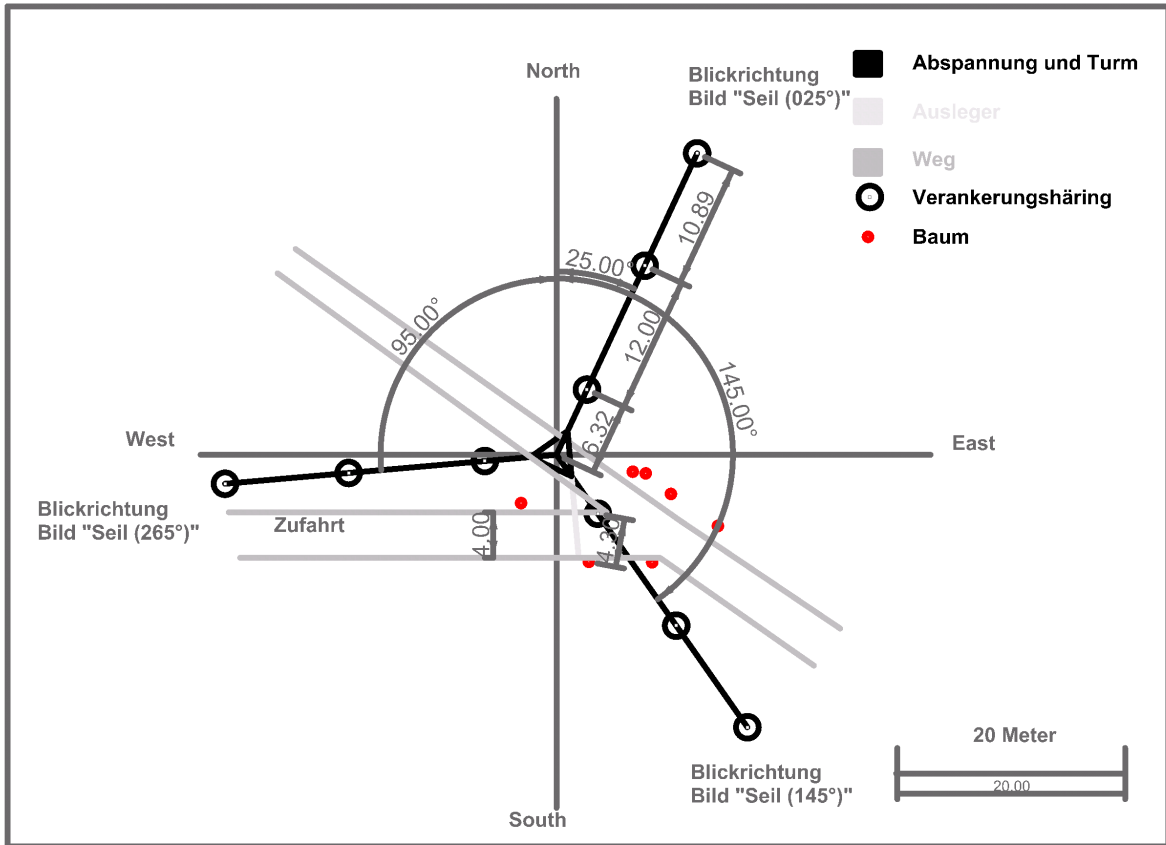 North
Blickrichtung
Bild "Seil (025°)"
Abspannung und Turm
Ausleger
Weg
Verankerungshäring
Baum
10.89
25.00°
12.00
95.00°
145.00°
6.32
West
East
Blickrichtung
Bild "Seil (265°)"
Zufahrt
4.00
4.30
20 Meter
20.00
Blickrichtung
Bild "Seil (145°)"
South